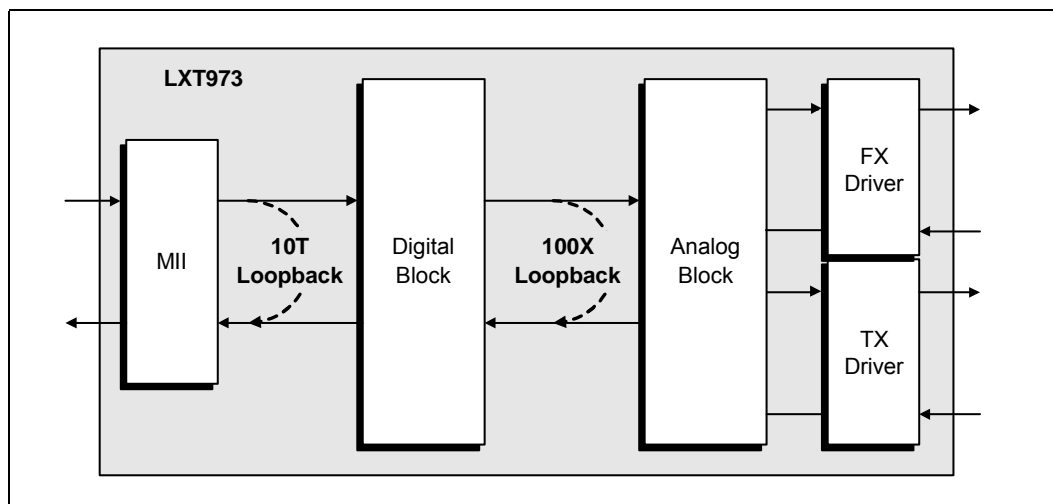 LXT973
MII
10T
Loopback
Digital
Block
100X
Loopback
Analog
Block
FX
Driver
TX
Driver